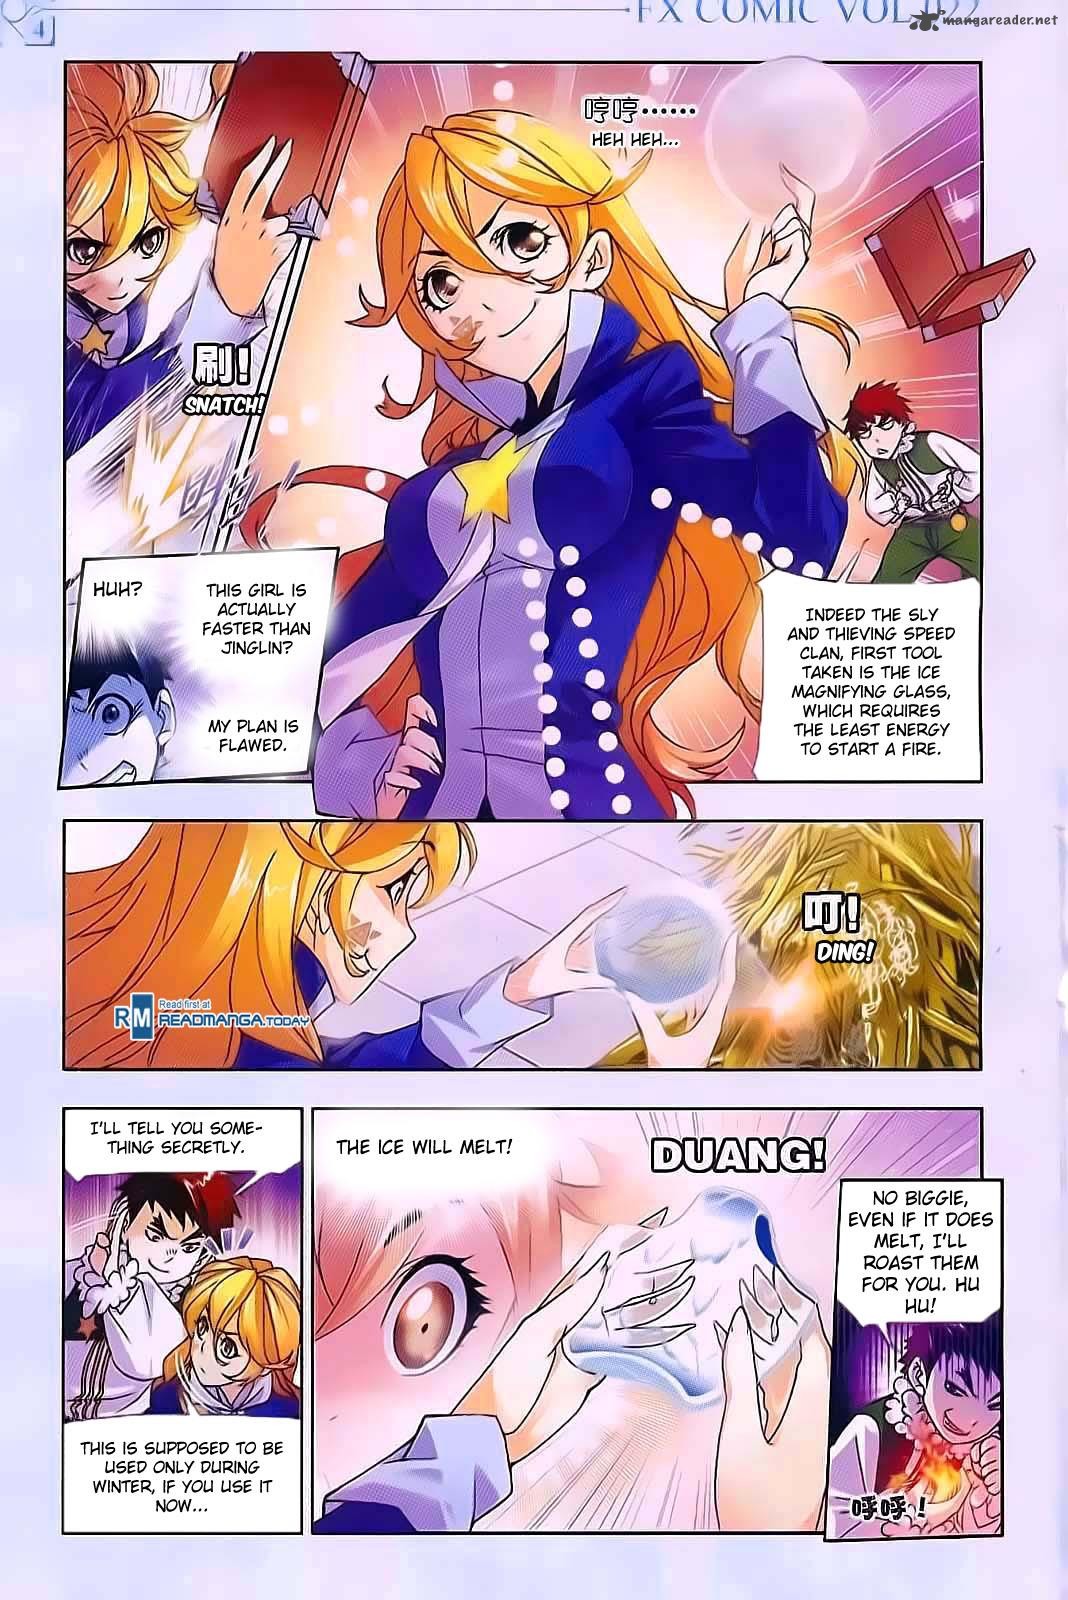 4
FX COMIC VOL.022
mangareader.net
哼哼……
HEH HEH...
刷!
SNATCH!
HUH?
THIS GIRL IS
ACTUALLY
FASTER THAN
JINGLIN?
MY PLAN IS
FLAWED.
INDEED THE SLY
AND THIEVING SPEED
CLAN, FIRST TOOL
TAKEN IS THE ICE
MAGNIFYING GLASS,
WHICH REQUIRES
THE LEAST ENERGY
TO START A FIRE.
叮!
DING!
RM
Read first at
READMANGA.TODAY
I'LL TELL YOU SOME-
THING SECRETLY.
THIS IS SUPPOSED TO BE
USED ONLY DURING
WINTER, IF YOU USE IT
NOW...
THE ICE WILL MELT!
DUANG!
NO BIGGIE,
EVEN IF IT DOES
MELT, I'LL
ROAST THEM
FOR YOU. HU
HU!
呼呼!